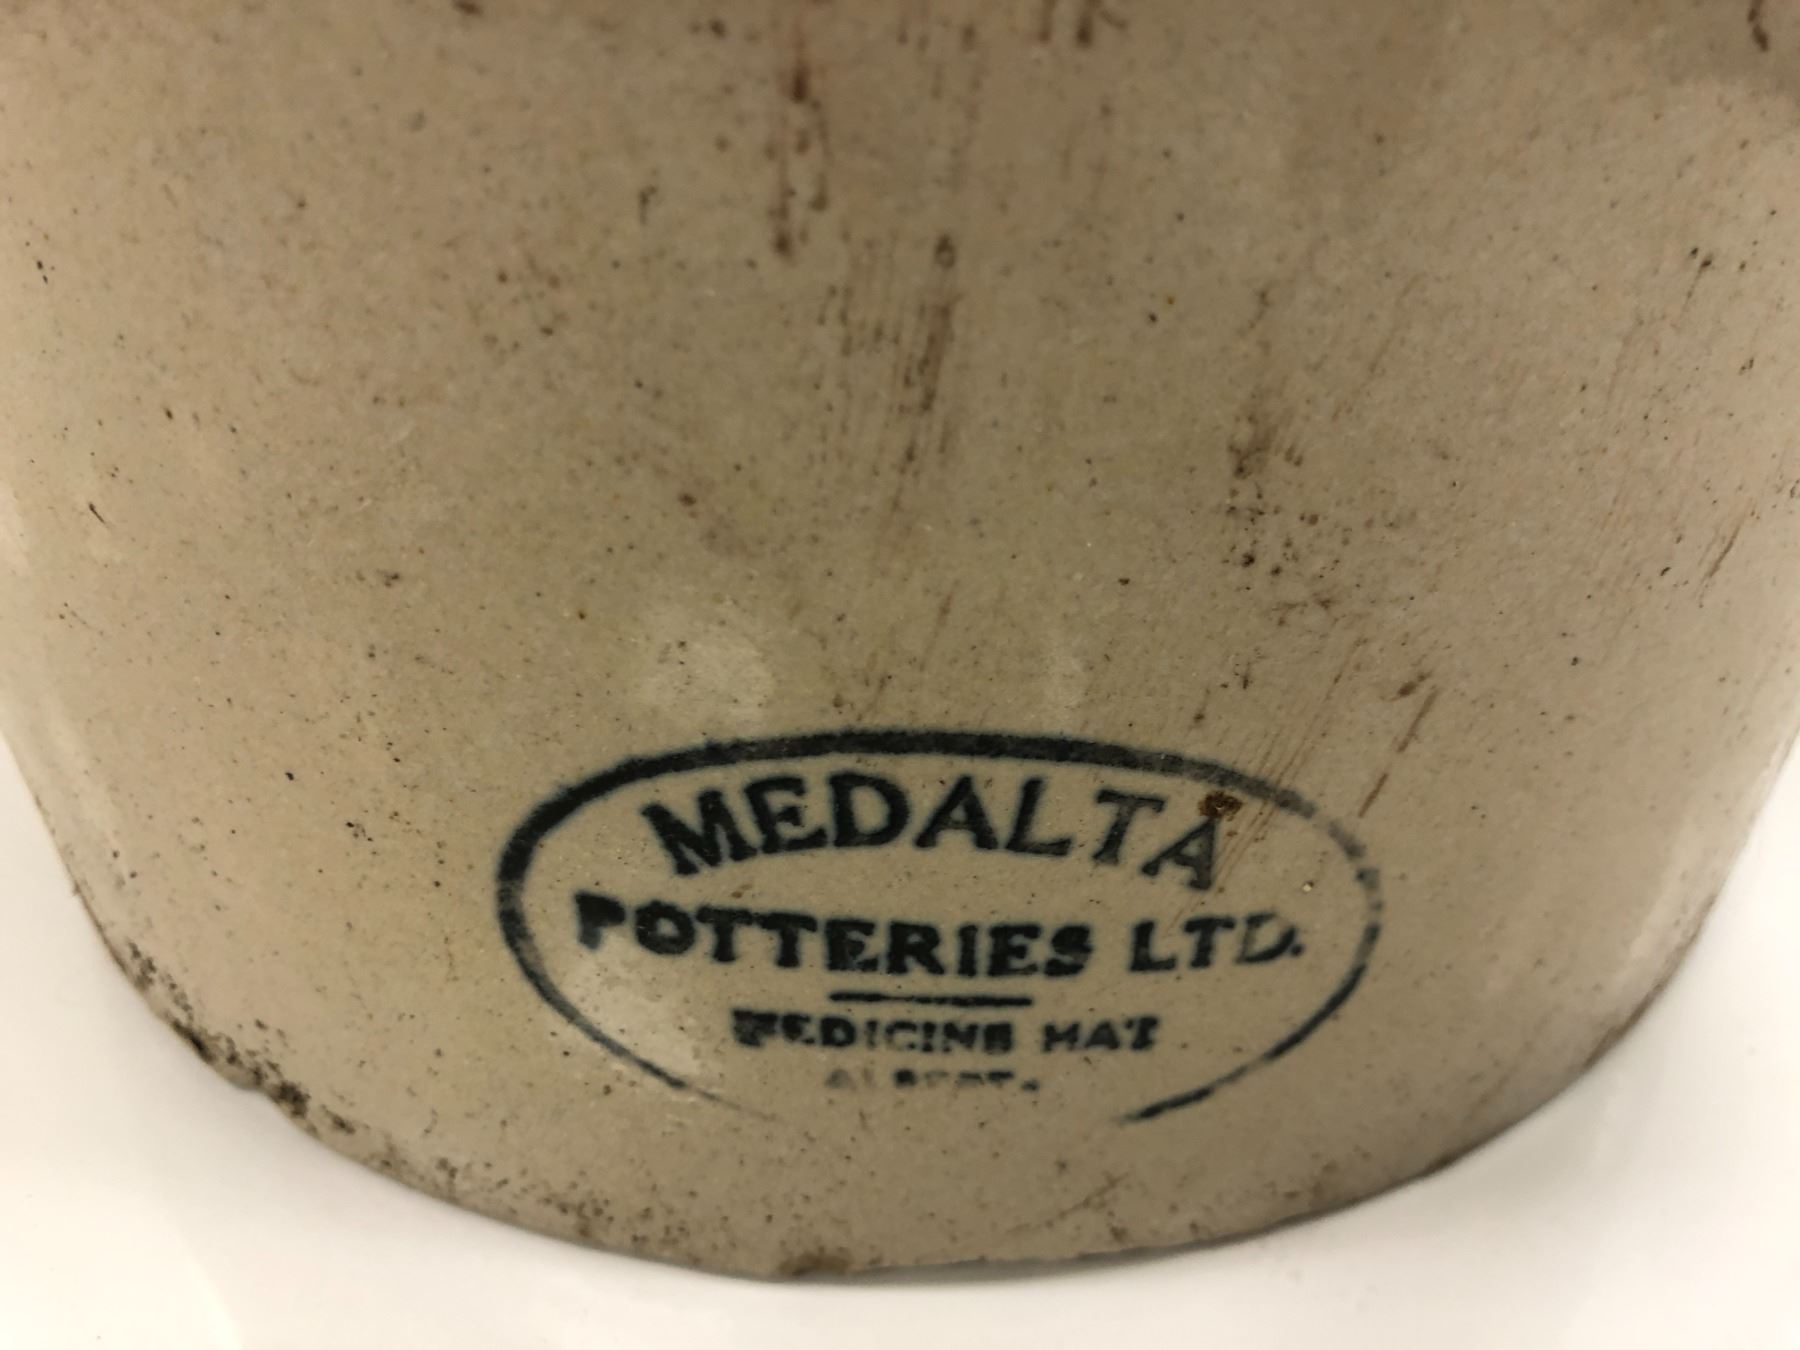 MEDALTA
POTTERIES LTD.
MEDICINE HAT